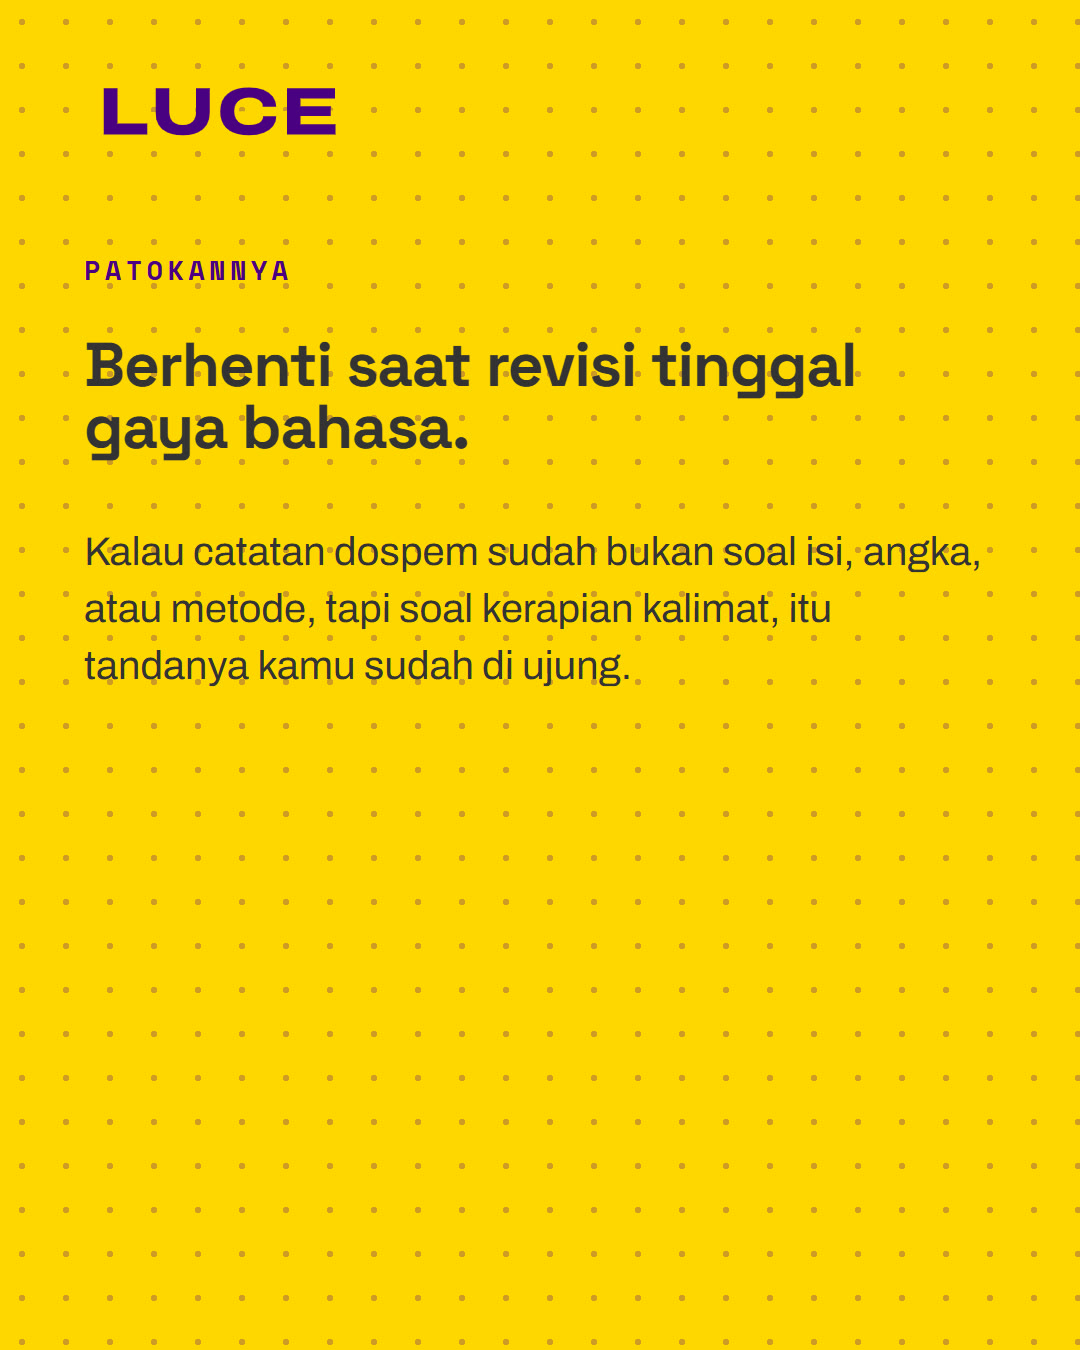 LUCE
PATOKANNYA
Berhenti saat revisi tinggal
gaya bahasa.
Kalau catatan dospem sudah bukan soal isi, angka,
atau metode, tapi soal kerapian kalimat, itu
tandanya kamu sudah di ujung.